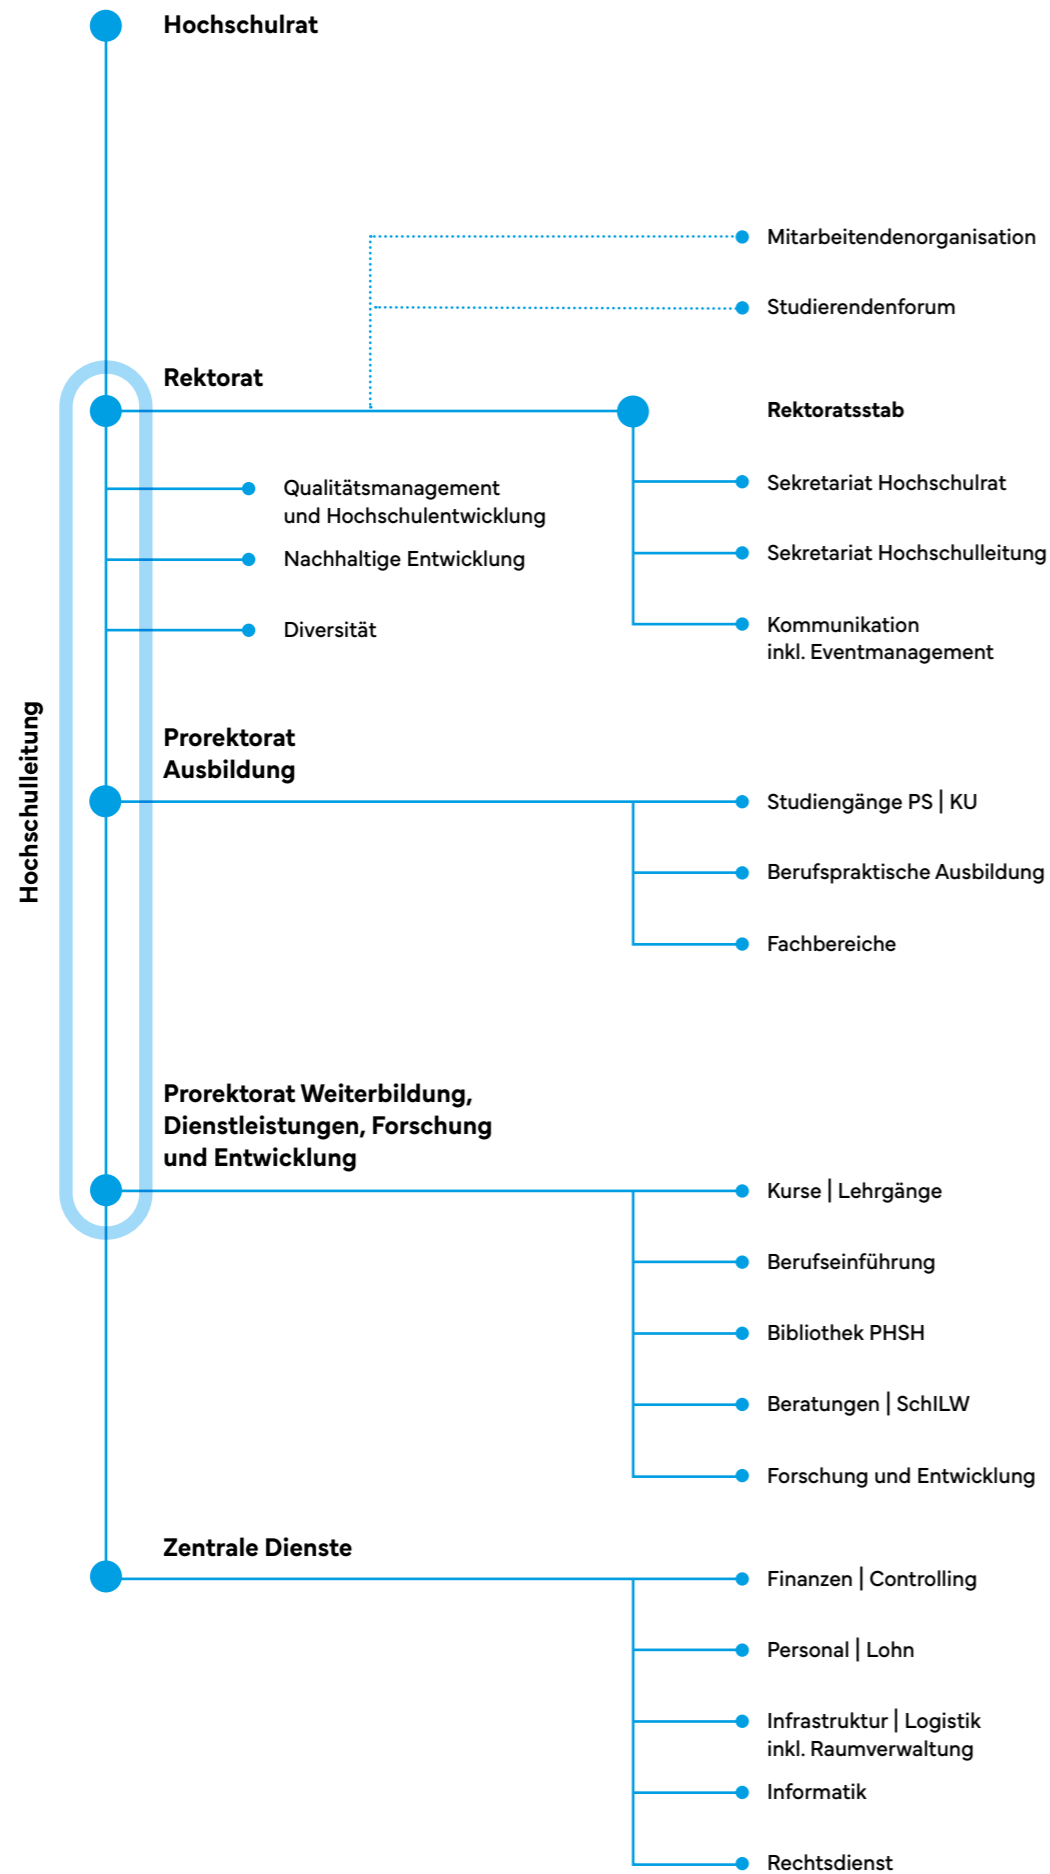 Hochschulrat
Mitarbeitendenorganisation
Studierendenforum
Rektorat
Rektoratsstab
Qualitätsmanagement
und Hochschulentwicklung
Nachhaltige Entwicklung
Diversität
Sekretariat Hochschulrat
Sekretariat Hochschulleitung
Kommunikation
inkl. Eventmanagement
Hochschulleitung
Prorektorat
Ausbildung
Studiengänge PS | KU
Berufspraktische Ausbildung
Fachbereiche
Prorektorat Weiterbildung,
Dienstleistungen, Forschung
und Entwicklung
Kurse | Lehrgänge
Berufseinführung
Bibliothek PHSH
Beratungen | SchILW
Forschung und Entwicklung
Zentrale Dienste
Finanzen | Controlling
Personal | Lohn
Infrastruktur | Logistik
inkl. Raumverwaltung
Informatik
Rechtsdienst